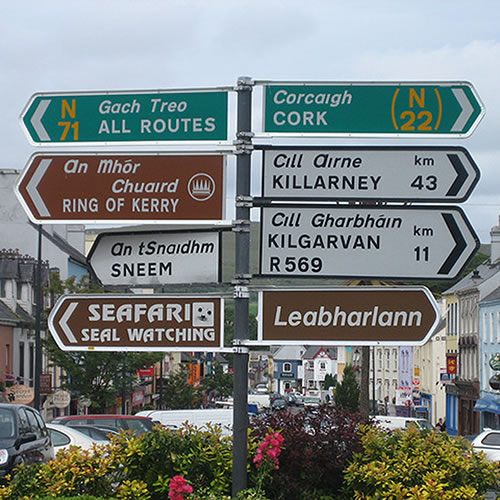 N 71
Gach Treo
ALL ROUTES
An Mhór
Chuaird
RING OF KERRY
An tSnaidhm
SNEEM
SEAFARI
SEAL WATCHING
Corcaigh
CORK
(N 22)
Cill Airne
KILLARNEY
km
43
Cill Gharbháin
KILGARVAN
R569
km
11
Leabharlann